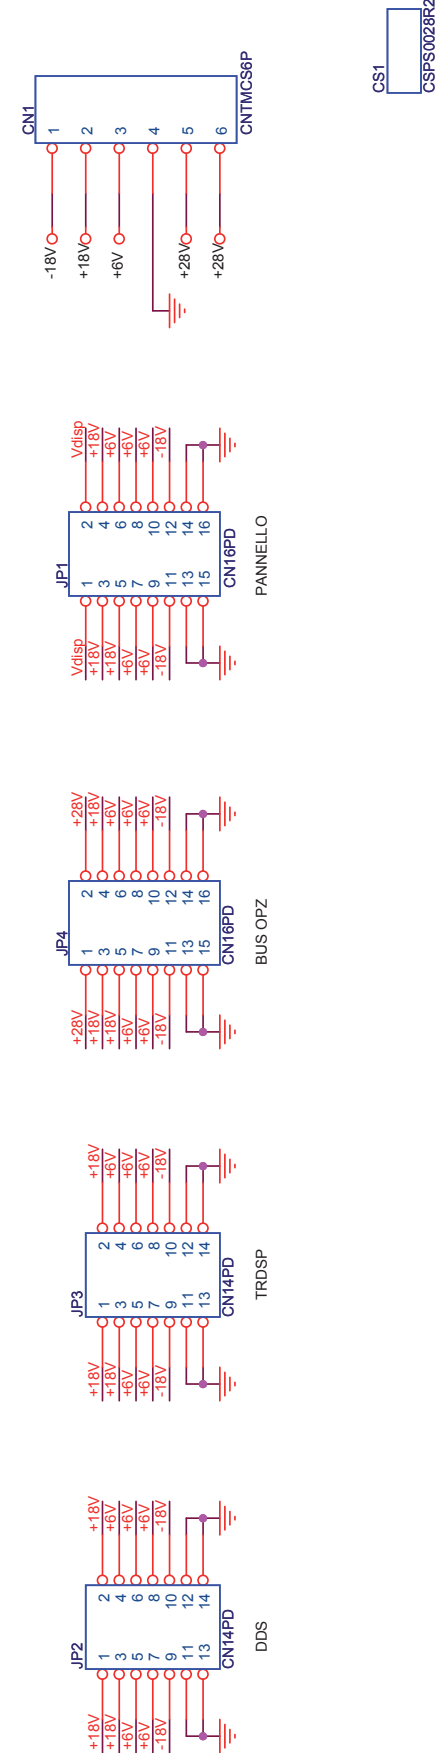 CN1
1 2 3 4 5 6
CNTMCS6P
-18V
+18V
+6V
+28V
+28V
CS1
CSPS0028R2
Vdisp
+18V
+6V
+6V
+6V
-18V
JP1
2 4 6 8 10 12 14 16
1 3 5 7 9 11 13 15
CN16PD
PANNELLO
Vdisp
+18V
+18V
+6V
+6V
-18V
+28V
+18V
+6V
+6V
+6V
-18V
JP4
2 4 6 8 10 12 14 16
1 3 5 7 9 11 13 15
CN16PD
BUS OPZ
+28V
+18V
+18V
+6V
+6V
-18V
+18V
+6V
+6V
+6V
-18V
JP3
2 4 6 8 10 12 14
1 3 5 7 9 11 13
CN14PD
TRDSP
+18V
+18V
+6V
+6V
-18V
+18V
+6V
+6V
+6V
-18V
JP2
2 4 6 8 10 12 14
1 3 5 7 9 11 13
CN14PD
DDS
+18V
+18V
+6V
+6V
-18V